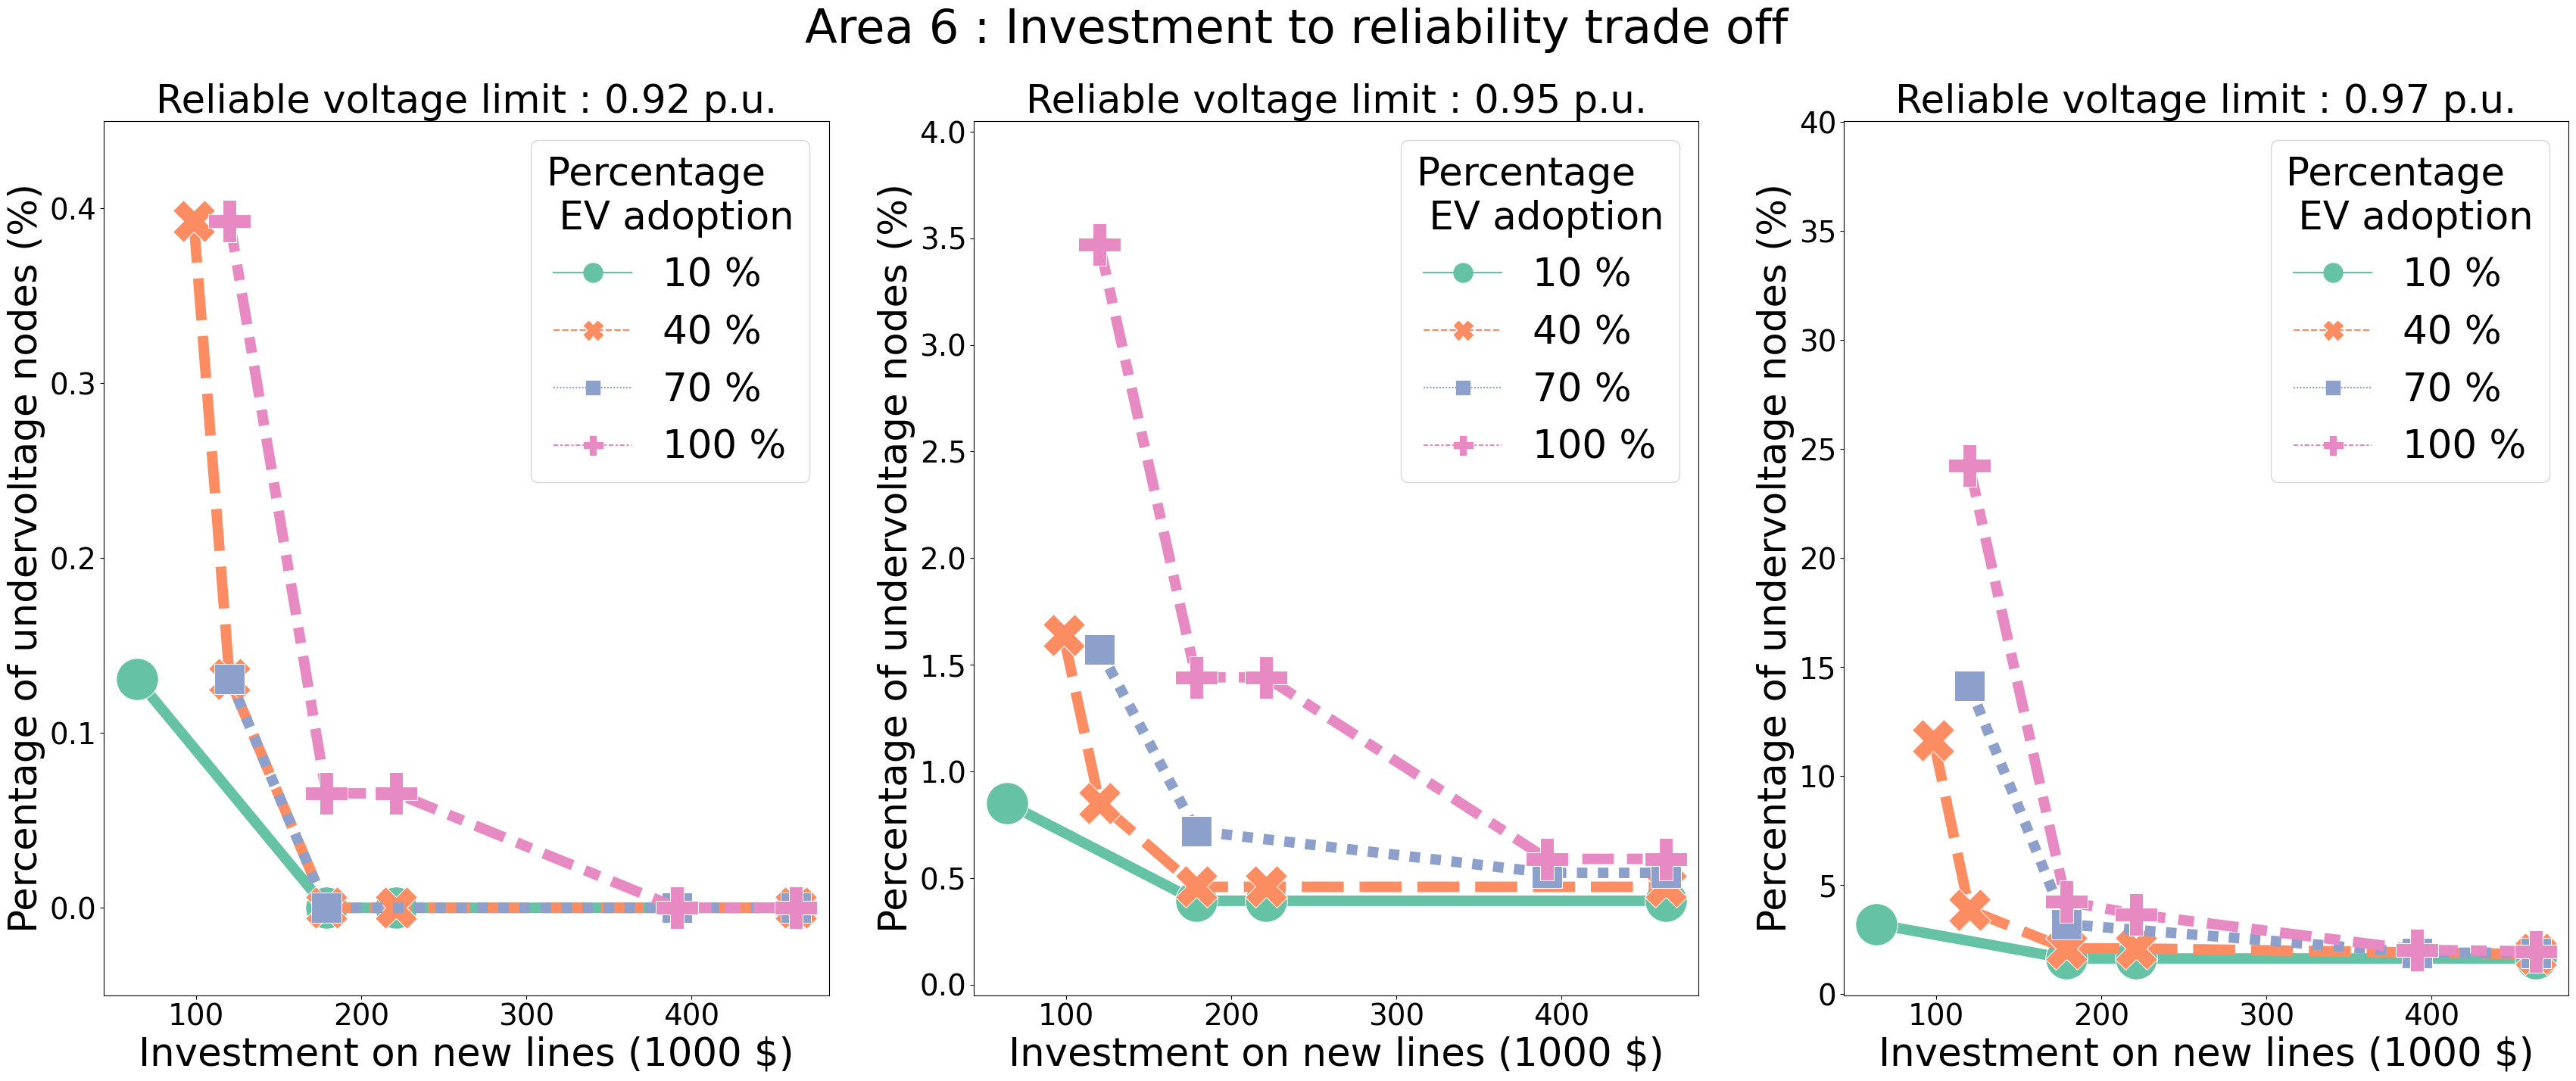 Area 6 : Investment to reliability trade off
Reliable voltage limit : 0.92 p.u.
Percentage of undervoltage nodes (%)
0.4
0.3
0.2
0.1
0.0
100 200 300 400
Investment on new lines (1000 $)
Percentage
EV adoption
10 %
40 %
70 %
100 %
Reliable voltage limit : 0.95 p.u.
Percentage of undervoltage nodes (%)
4.0
3.5
3.0
2.5
2.0
1.5
1.0
0.5
0.0
100 200 300 400
Investment on new lines (1000 $)
Percentage
EV adoption
10 %
40 %
70 %
100 %
Reliable voltage limit : 0.97 p.u.
Percentage of undervoltage nodes (%)
40
35
30
25
20
15
10
5
0
100 200 300 400
Investment on new lines (1000 $)
Percentage
EV adoption
10 %
40 %
70 %
100 %